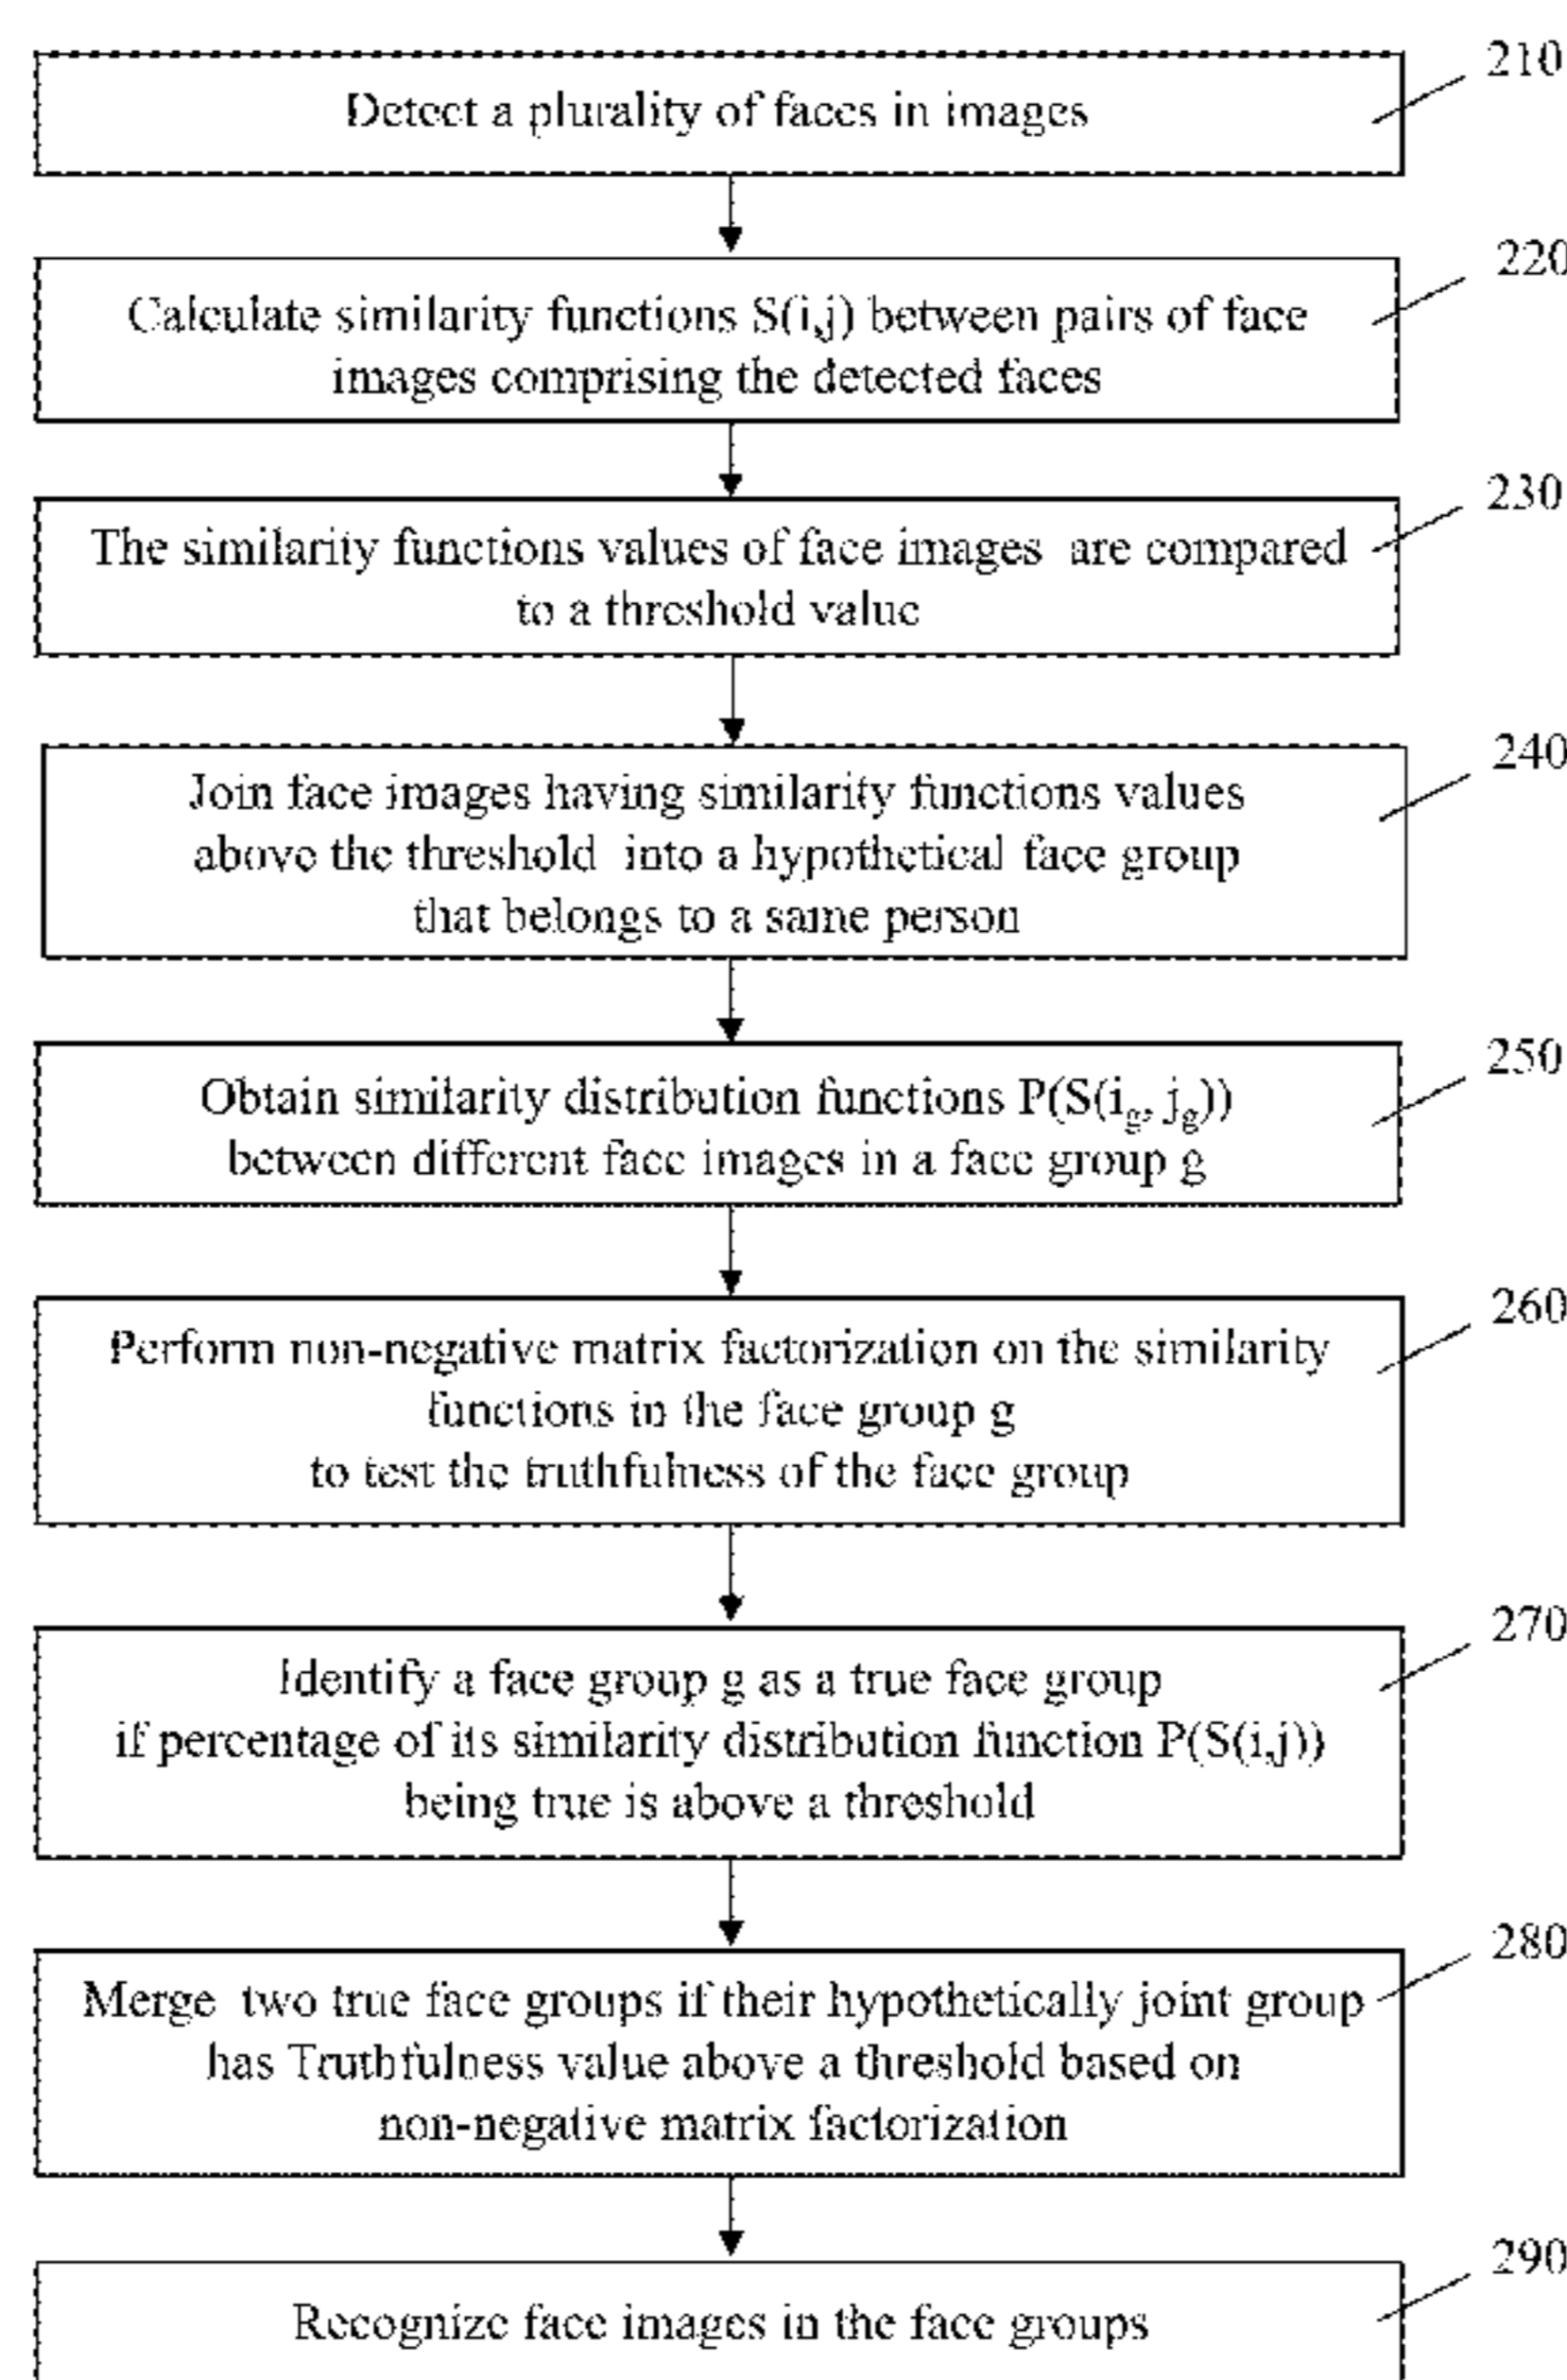 210
Detect a plurality of faces in images
220
Calculate similarity functions S(i,j) between pairs of face
images comprising the detected faces
230
The similarity functions values of face images are compared
to a threshold value
240
Join face images having similarity functions values
above the threshold into a hypothetical face group
that belongs to a same person
250
Obtain similarity distribution functions P(S(i_g, j_g))
between different face images in a face group g
260
Perform non-negative matrix factorization on the similarity
functions in the face group g
to test the truthfulness of the face group
270
Identify a face group g as a true face group
if percentage of its similarity distribution function P(S(i,j))
being true is above a threshold
280
Merge two true face groups if their hypothetically joint group
has Truthfulness value above a threshold based on
non-negative matrix factorization
290
Recognize face images in the face groups